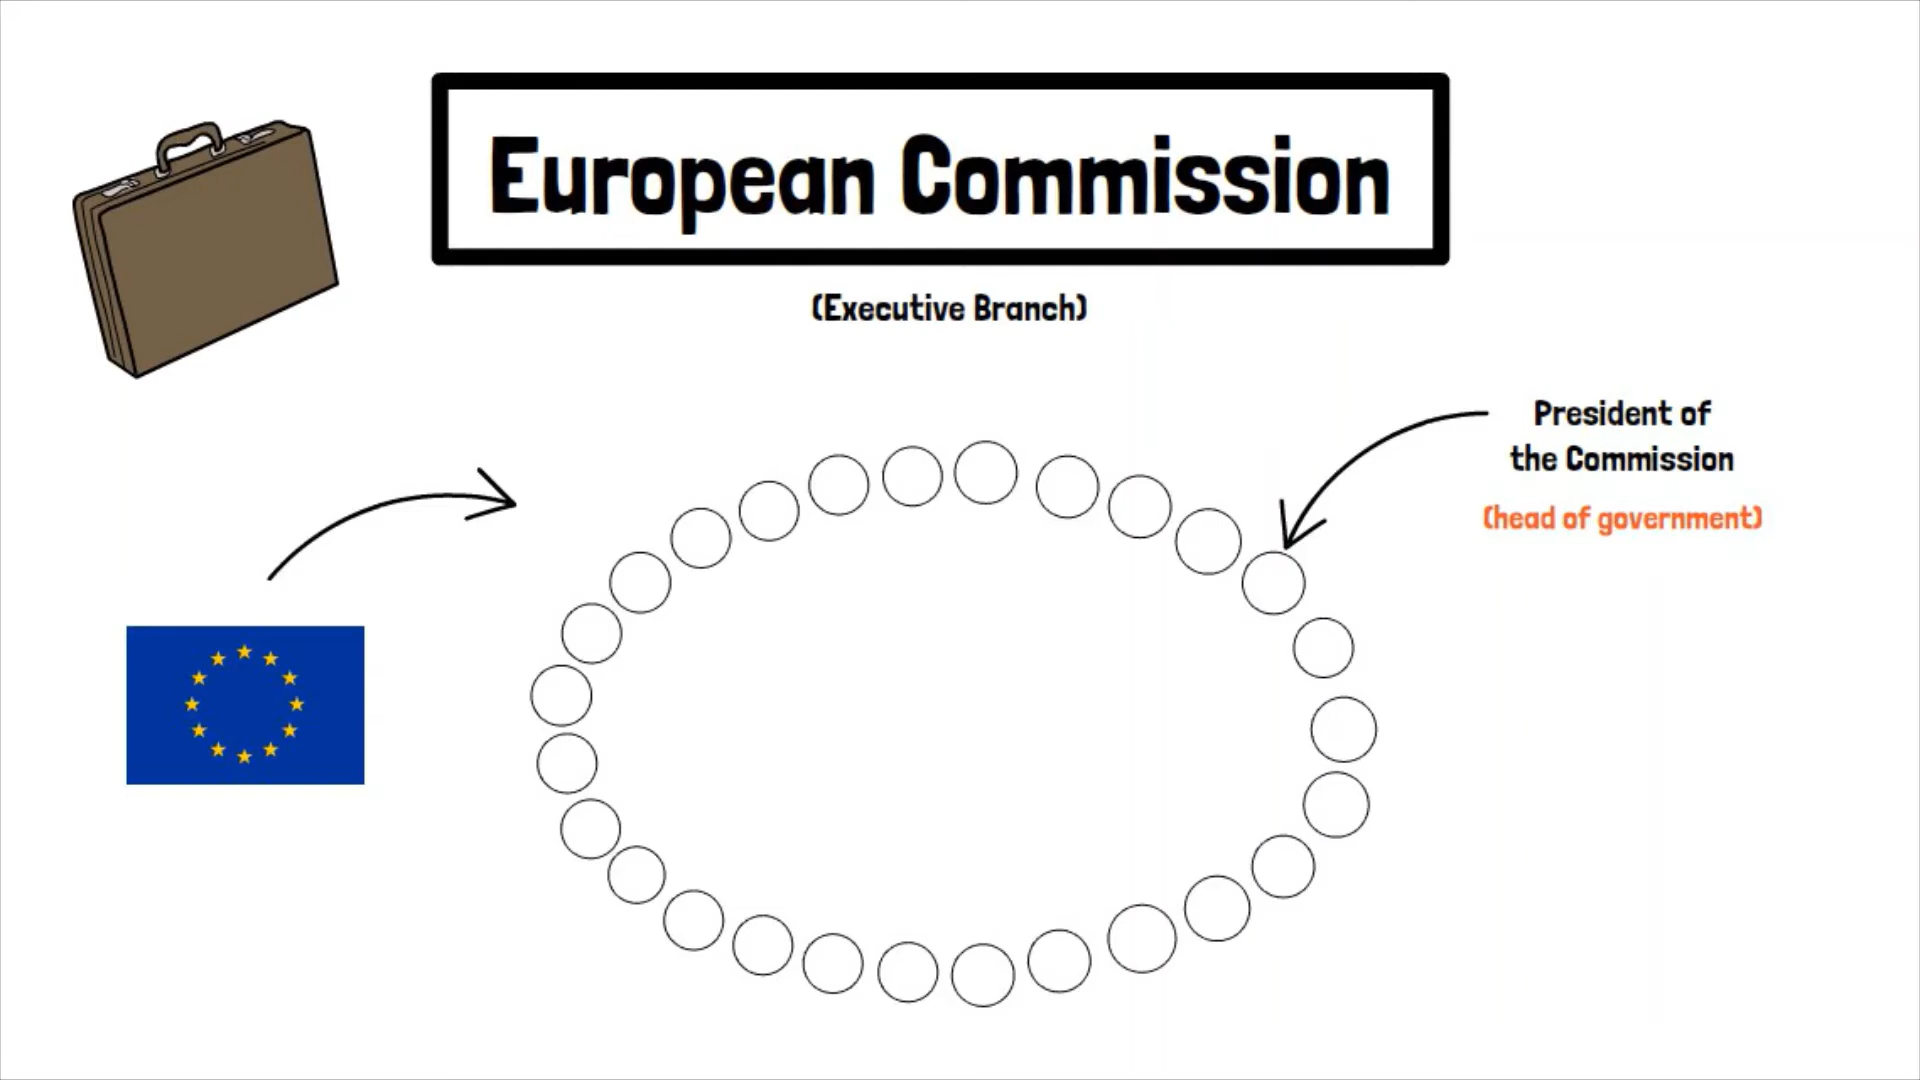 European Commission
(Executive Branch)
President of
the Commission
(head of government)